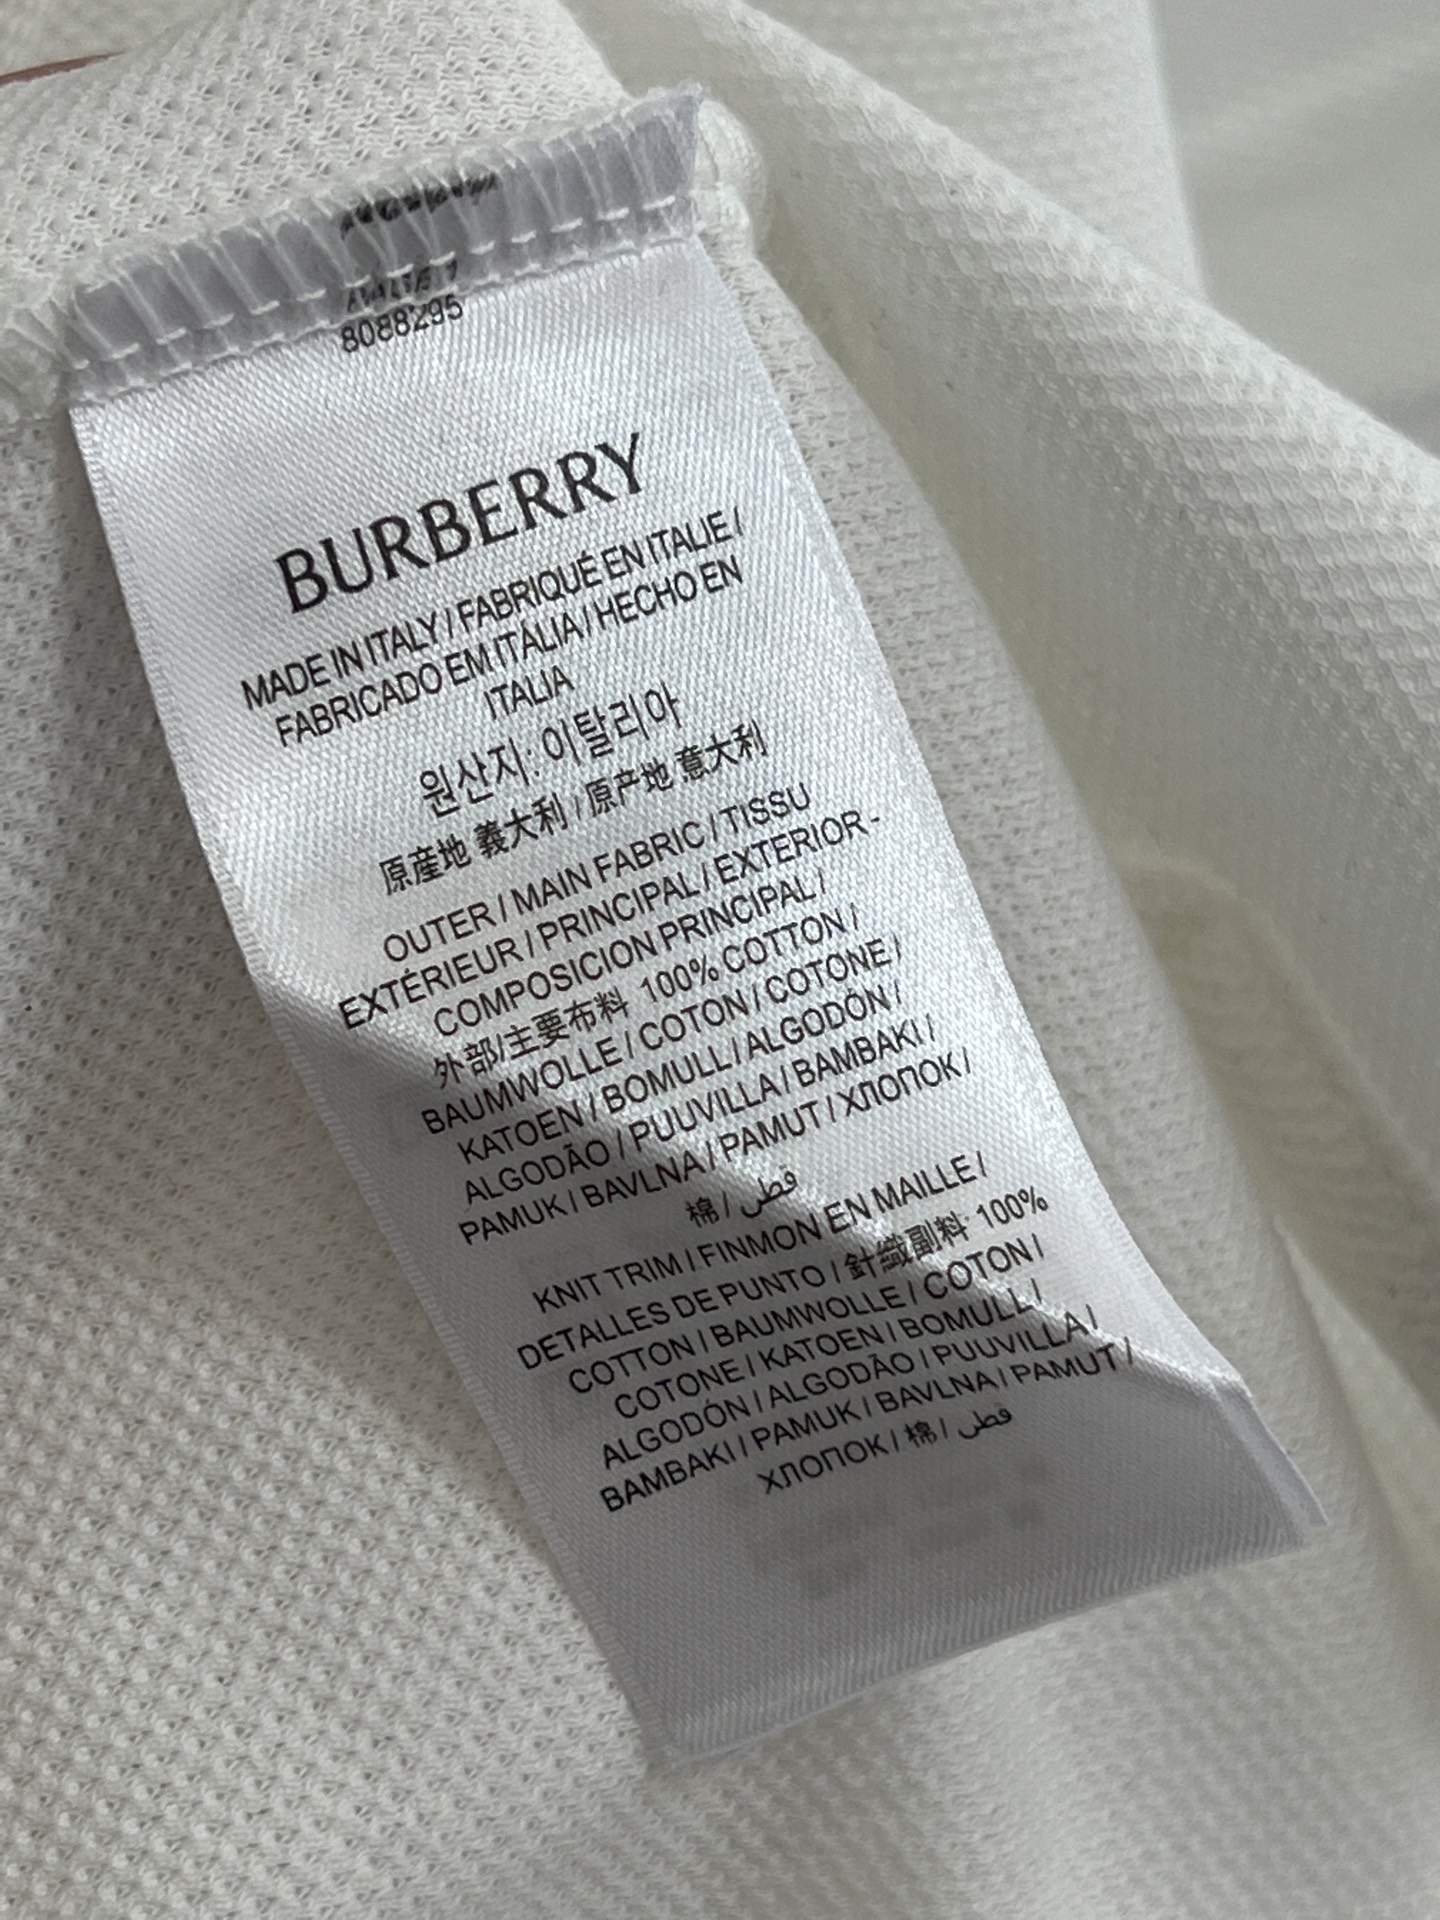 8088295
BURBERRY
MADE IN ITALY / FABRIQUÉ EN ITALIE /
FABRICADO EM ITÁLIA / HECHO EN
ITALIA
원산지: 이탈리아
原産地 義大利 / 原产地 意大利
OUTER / MAIN FABRIC / TISSU
EXTÉRIEUR / PRINCIPAL / EXTERIOR -
COMPOSICION PRINCIPAL /
外部/主要布料 100% COTTON /
BAUMWOLLE / COTON / COTONE /
KATOEN / BOMULL / ALGODÓN /
ALGODÃO / PUUVILLA / BAMBAKI /
PAMUK / BAVLNA / PAMUT / ХЛОПОК /
棉 / قطن
KNIT TRIM / FINMON EN MAILLE /
DETALLES DE PUNTO / 針織副料 100%
COTTON / BAUMWOLLE / COTON /
COTONE / KATOEN / BOMULL /
ALGODÓN / ALGODÃO / PUUVILLA /
BAMBAKI / PAMUK / BAVLNA / PAMUT /
ХЛОПОК / 棉 / قطن